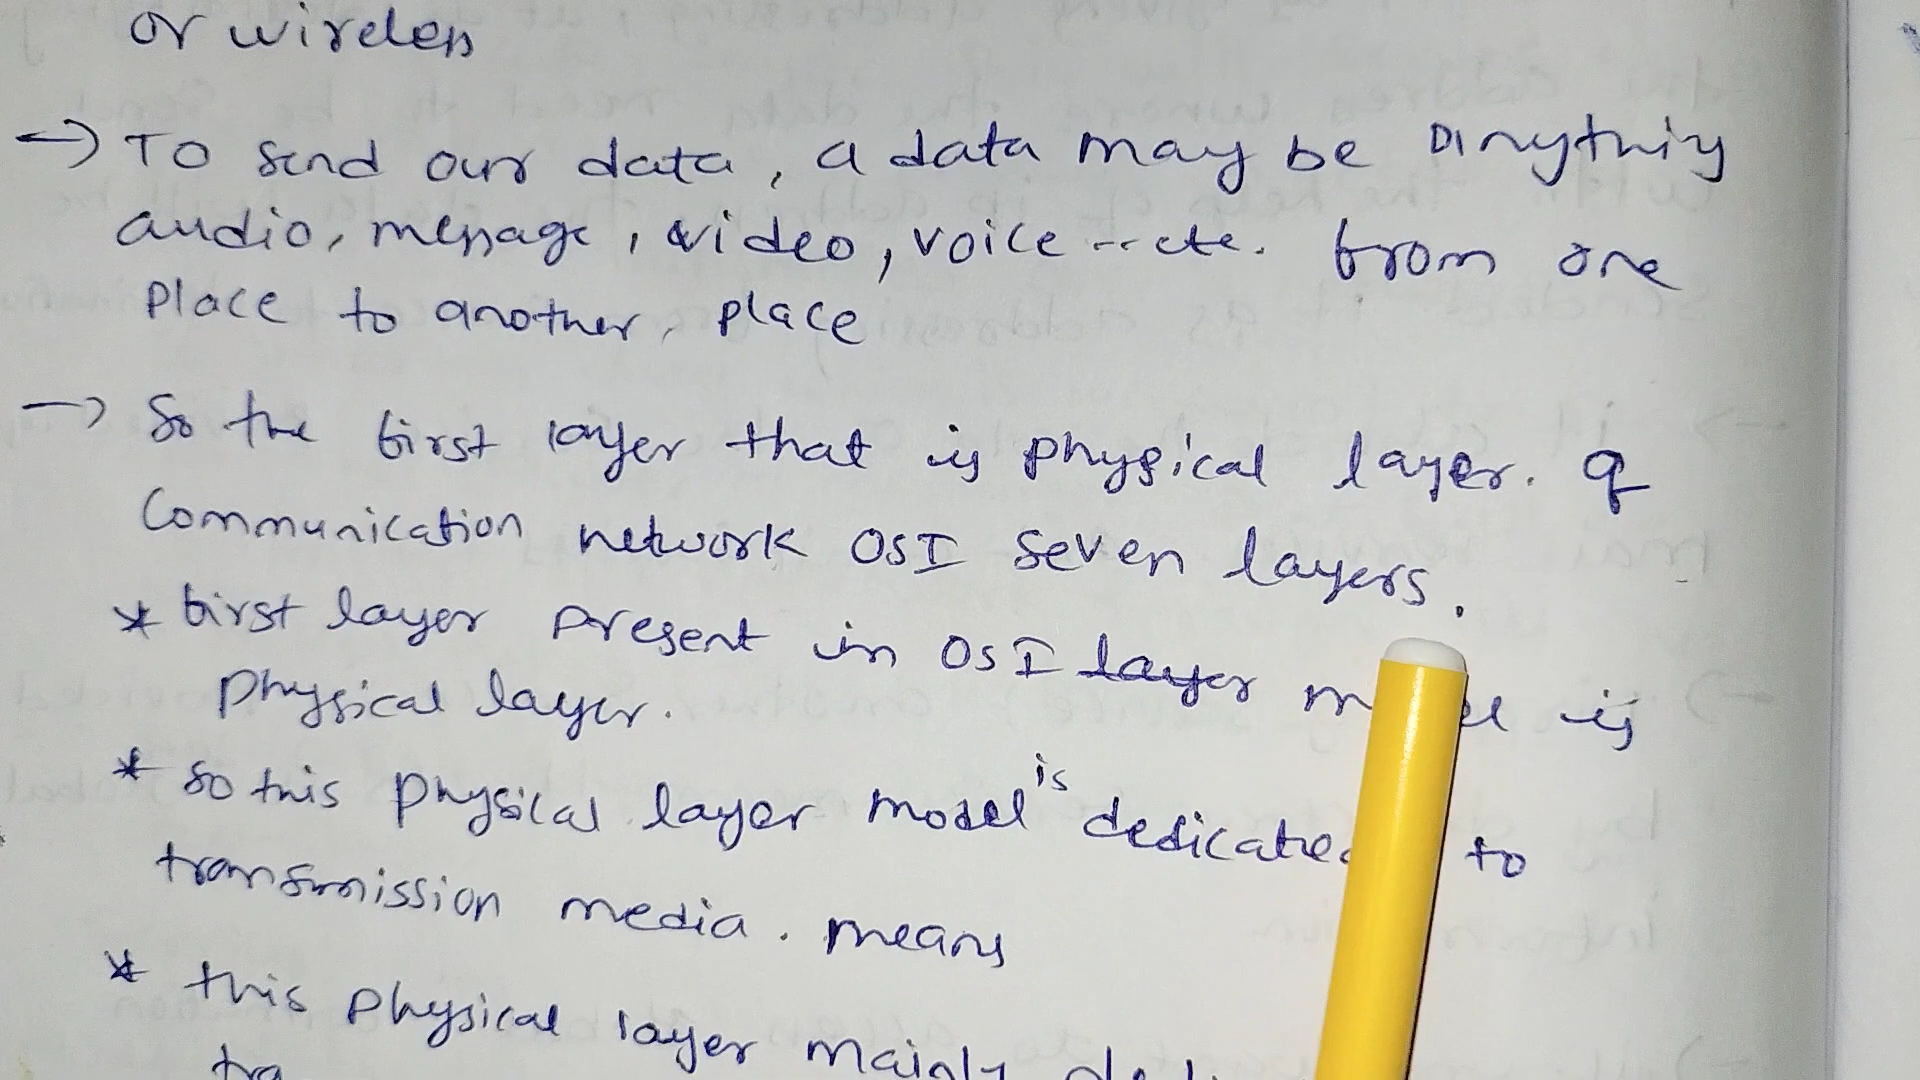 or wireless
→ To send our data, a data may be anything
audio, message, video, voice --etc. from one
place to another, place
→ So the first layer that is physical layer. of
Communication network OSI seven layers.
* first layer present in OSI layer is
physical layer.
* so this physical layer model is dedicated to
transmission media. means
* this physical layer mainly